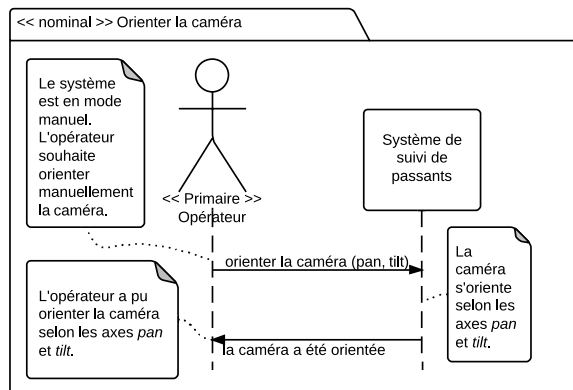 << nominal >> Orienter la caméra
Le système
est en mode
manuel.
L'opérateur
souhaite
orienter
manuellement
la caméra.
<< Primaire >>
Opérateur
Système de
suivi de
passants
orienter la caméra (pan, tilt)
La
caméra
s'oriente
selon les
axes pan
et tilt.
L'opérateur a pu
orienter la caméra
selon les axes pan
et tilt.
la caméra a été orientée